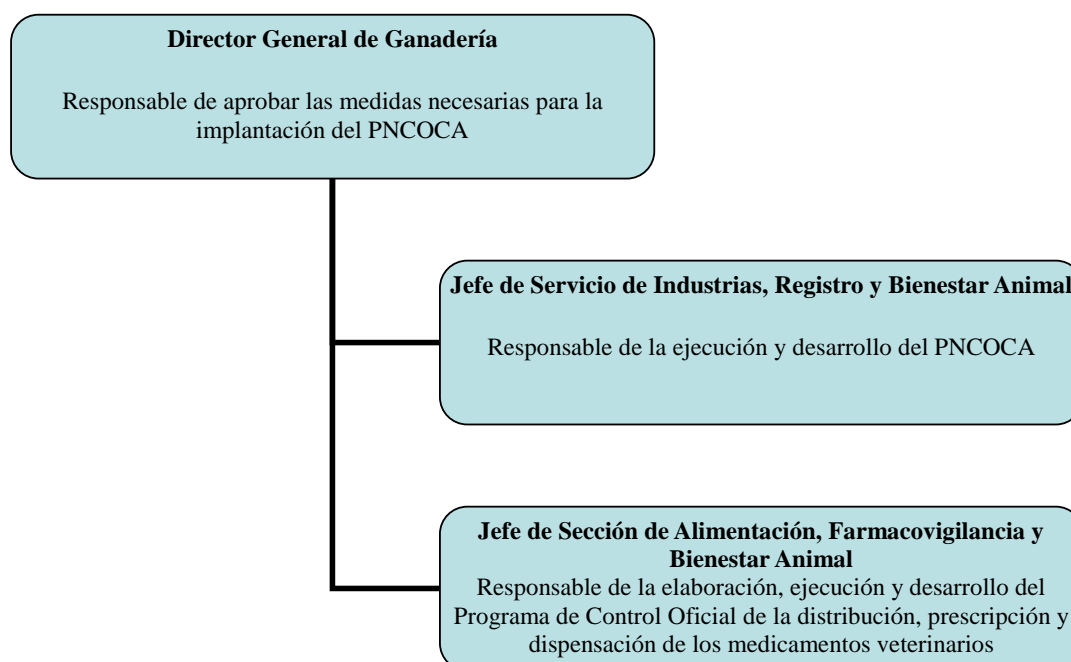 Director General de Ganadería
Responsable de aprobar las medidas necesarias para la
implantación del PNCOCA
Jefe de Servicio de Industrias, Registro y Bienestar Animal
Responsable de la ejecución y desarrollo del PNCOCA
Jefe de Sección de Alimentación, Farmacovigilancia y
Bienestar Animal
Responsable de la elaboración, ejecución y desarrollo del
Programa de Control Oficial de la distribución, prescripción y
dispensación de los medicamentos veterinarios